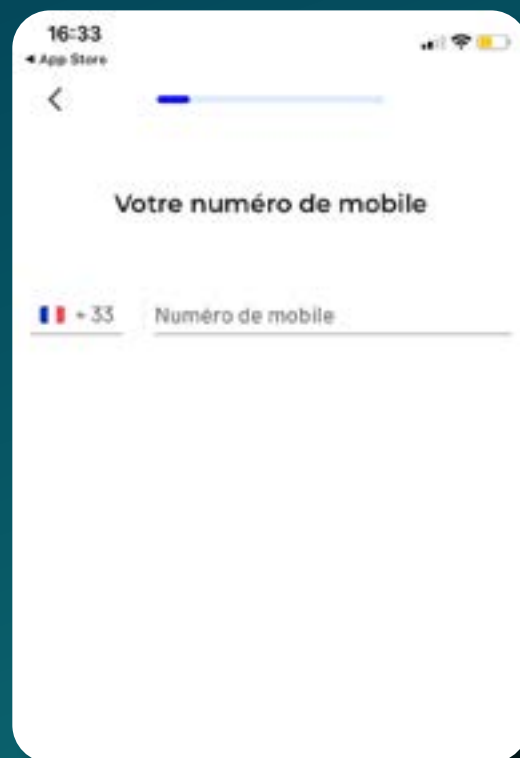 16:33
◀ App Store
Votre numéro de mobile
+ 33 Numéro de mobile